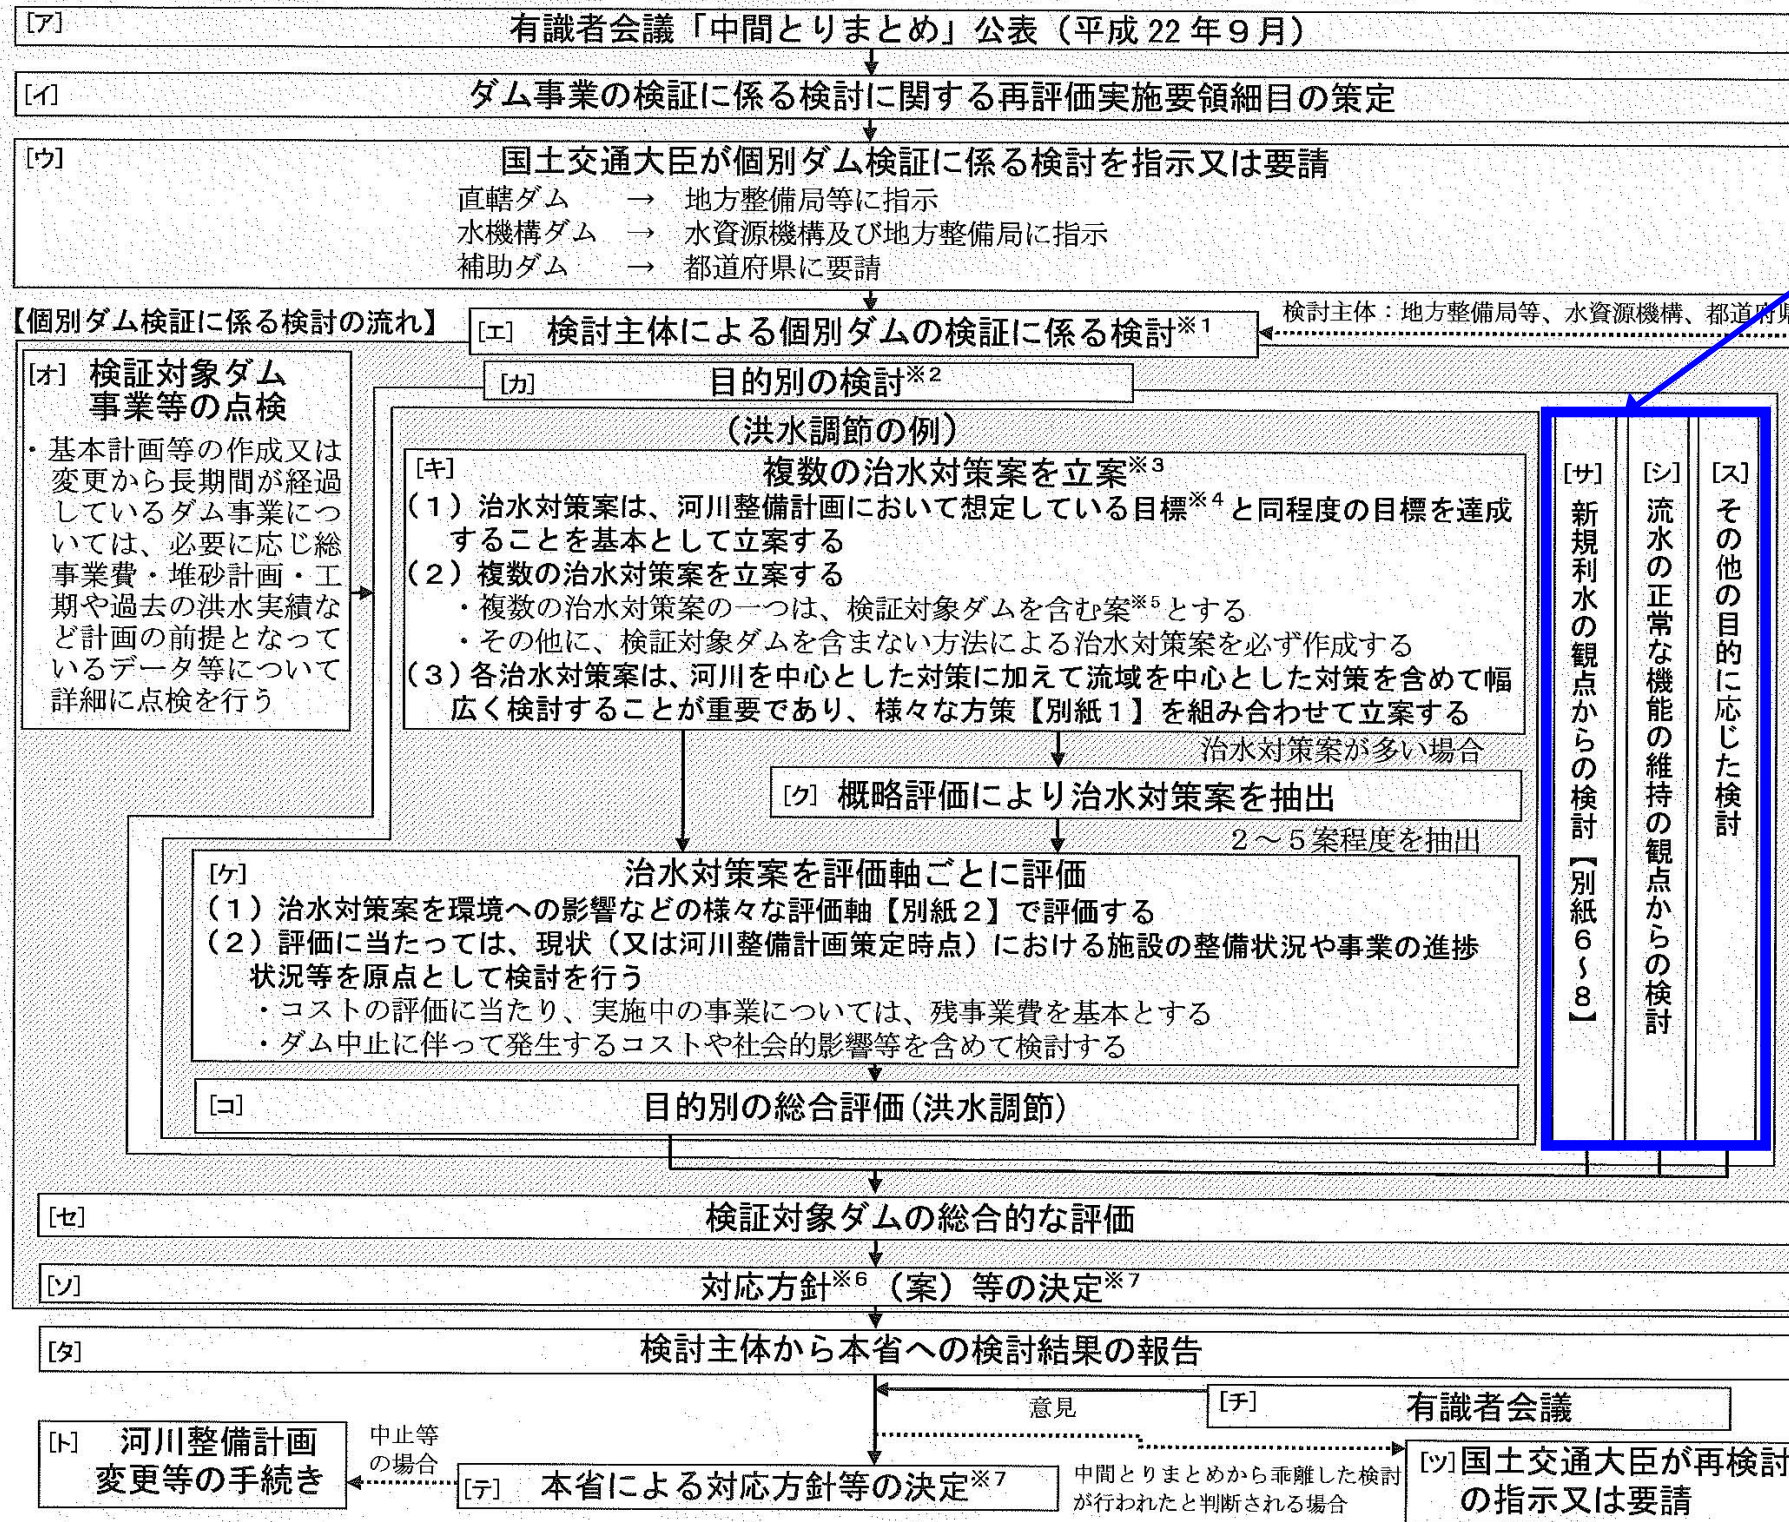 [ア] 有識者会議「中間とりまとめ」公表（平成22年９月）
[イ] ダム事業の検証に係る検討に関する再評価実施要領細目の策定
[ウ] 国土交通大臣が個別ダム検証に係る検討を指示又は要請
直轄ダム → 地方整備局等に指示
水機構ダム → 水資源機構及び地方整備局に指示
補助ダム → 都道府県に要請
【個別ダム検証に係る検討の流れ】
[エ] 検討主体による個別ダムの検証に係る検討※1
検討主体：地方整備局等、水資源機構、都道府県
[オ] 検証対象ダム
事業等の点検
・基本計画等の作成又は
変更から長期間が経過
しているダム事業につ
いては、必要に応じ総
事業費・堆砂計画・工
期や過去の洪水実績な
ど計画の前提となって
いるデータ等について
詳細に点検を行う
[カ] 目的別の検討※2
（洪水調節の例）
[キ] 複数の治水対策案を立案※3
（１）治水対策案は、河川整備計画において想定している目標※4と同程度の目標を達成
することを基本として立案する
（２）複数の治水対策案を立案する
・複数の治水対策案の一つは、検証対象ダムを含む案※5とする
・その他に、検証対象ダムを含まない方法による治水対策案を必ず作成する
（３）各治水対策案は、河川を中心とした対策に加えて流域を中心とした対策を含めて幅
広く検討することが重要であり、様々な方策【別紙１】を組み合わせて立案する
治水対策案が多い場合
[ク] 概略評価により治水対策案を抽出
２～５案程度を抽出
[ケ] 治水対策案を評価軸ごとに評価
（１）治水対策案を環境への影響などの様々な評価軸【別紙２】で評価する
（２）評価に当たっては、現状（又は河川整備計画策定時点）における施設の整備状況や事業の進捗
状況等を原点として検討を行う
・コストの評価に当たり、実施中の事業については、残事業費を基本とする
・ダム中止に伴って発生するコストや社会的影響等を含めて検討する
[コ] 目的別の総合評価(洪水調節)
[サ] 新規利水の観点からの検討【別紙６～８】
[シ] 流水の正常な機能の維持の観点からの検討
[ス] その他の目的に応じた検討
[セ] 検証対象ダムの総合的な評価
[ソ] 対応方針※6（案）等の決定※7
[タ] 検討主体から本省への検討結果の報告
意見
[チ] 有識者会議
[ト] 河川整備計画
変更等の手続き
中止等
の場合
[テ] 本省による対応方針等の決定※7
中間とりまとめから乖離した検討
が行われたと判断される場合
[ツ] 国土交通大臣が再検討
の指示又は要請